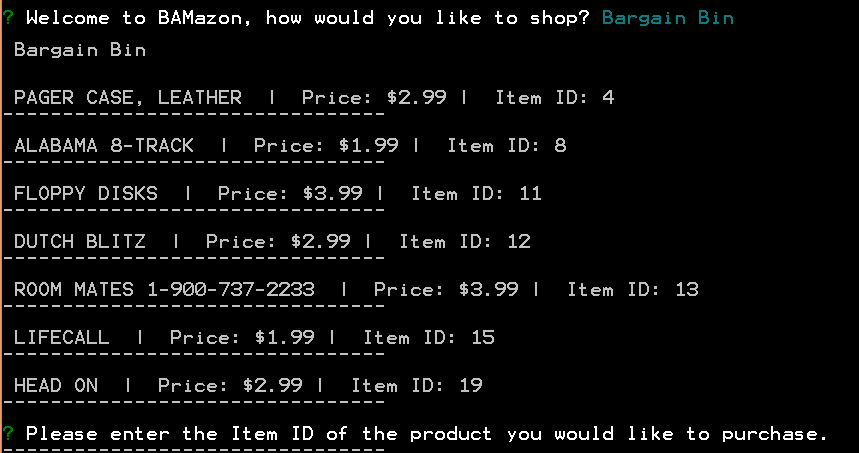 ? Welcome to BAMazon, how would you like to shop? Bargain Bin
Bargain Bin
PAGER CASE, LEATHER | Price: $2.99 | Item ID: 4
--------------------------------
ALABAMA 8-TRACK | Price: $1.99 | Item ID: 8
--------------------------------
FLOPPY DISKS | Price: $3.99 | Item ID: 11
--------------------------------
DUTCH BLITZ | Price: $2.99 | Item ID: 12
--------------------------------
ROOM MATES 1-900-737-2233 | Price: $3.99 | Item ID: 13
--------------------------------
LIFECALL | Price: $1.99 | Item ID: 15
--------------------------------
HEAD ON | Price: $2.99 | Item ID: 19
--------------------------------
? Please enter the Item ID of the product you would like to purchase.
--------------------------------